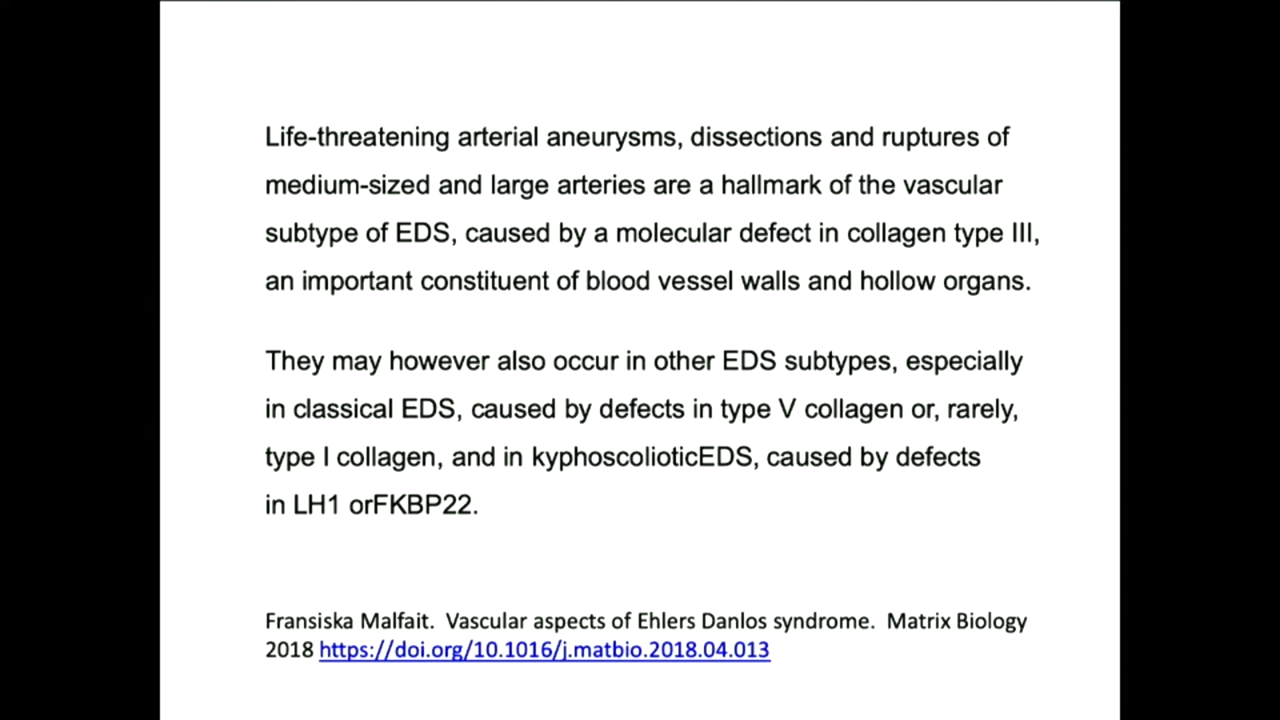 Life-threatening arterial aneurysms, dissections and ruptures of
medium-sized and large arteries are a hallmark of the vascular
subtype of EDS, caused by a molecular defect in collagen type III,
an important constituent of blood vessel walls and hollow organs.
They may however also occur in other EDS subtypes, especially
in classical EDS, caused by defects in type V collagen or, rarely,
type I collagen, and in kyphoscolioticEDS, caused by defects
in LH1 orFKBP22.
Fransiska Malfait.  Vascular aspects of Ehlers Danlos syndrome.  Matrix Biology
2018 https://doi.org/10.1016/j.matbio.2018.04.013